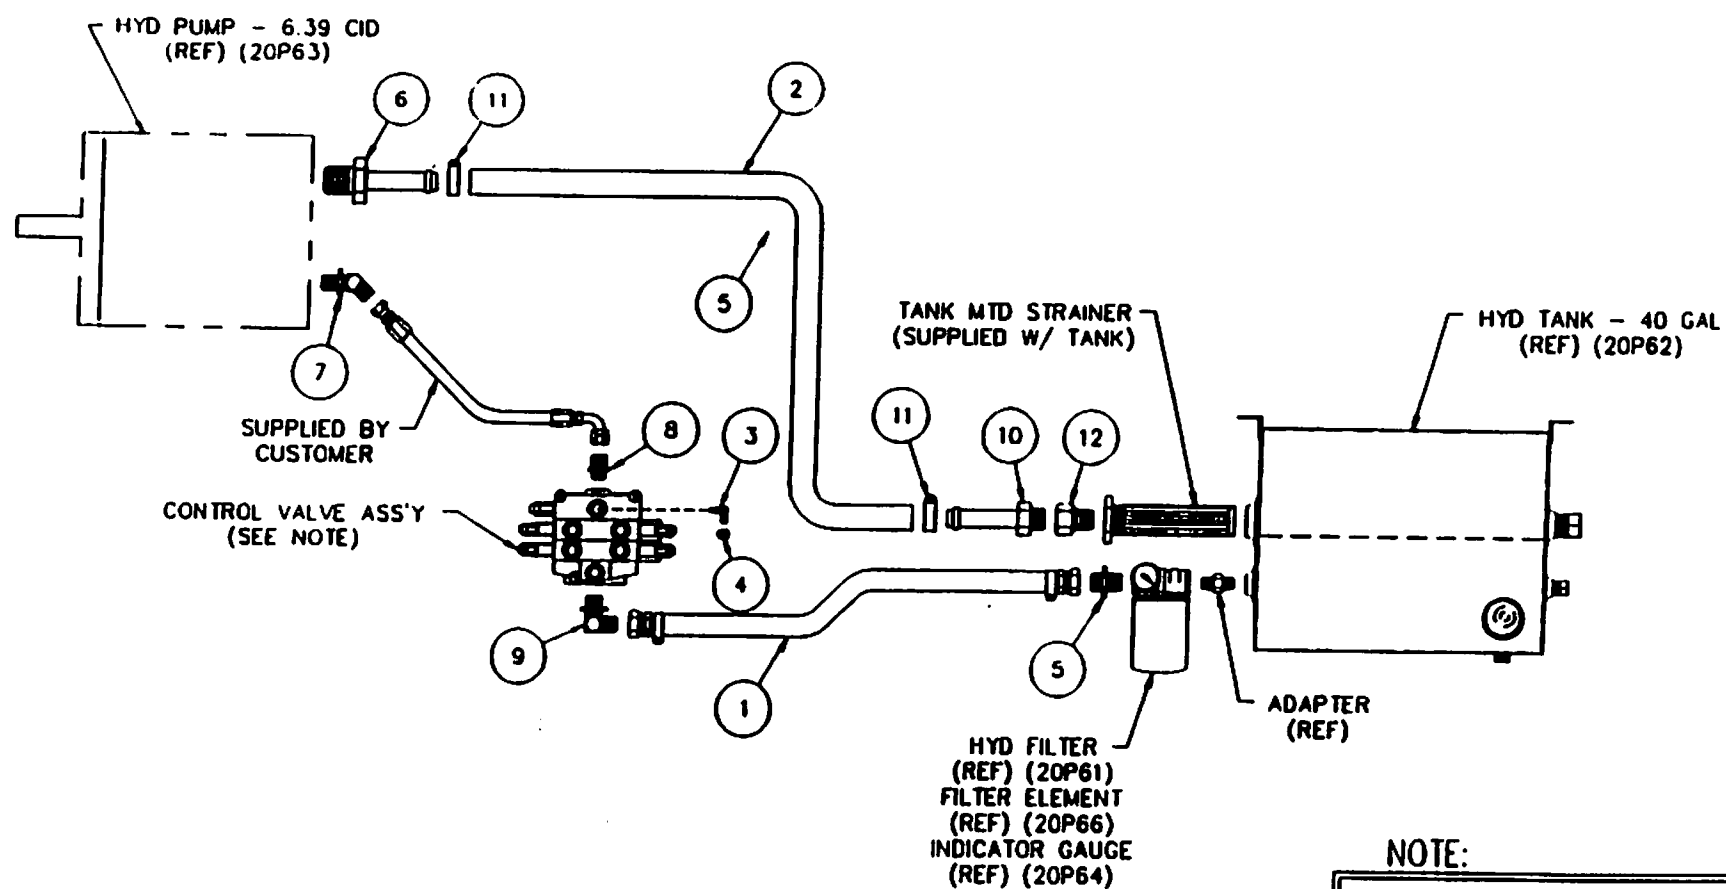 HYD PUMP - 6.39 CID
(REF) (20P63)
6
11
2
5
7
TANK MTD STRAINER
(SUPPLIED W/ TANK)
HYD TANK - 40 GAL
(REF) (20P62)
SUPPLIED BY
CUSTOMER
8
3
11
10
12
CONTROL VALVE ASS'Y
(SEE NOTE)
4
9
1
5
ADAPTER
(REF)
HYD FILTER
(REF) (20P61)
FILTER ELEMENT
(REF) (20P66)
INDICATOR GAUGE
(REF) (20P64)
NOTE: